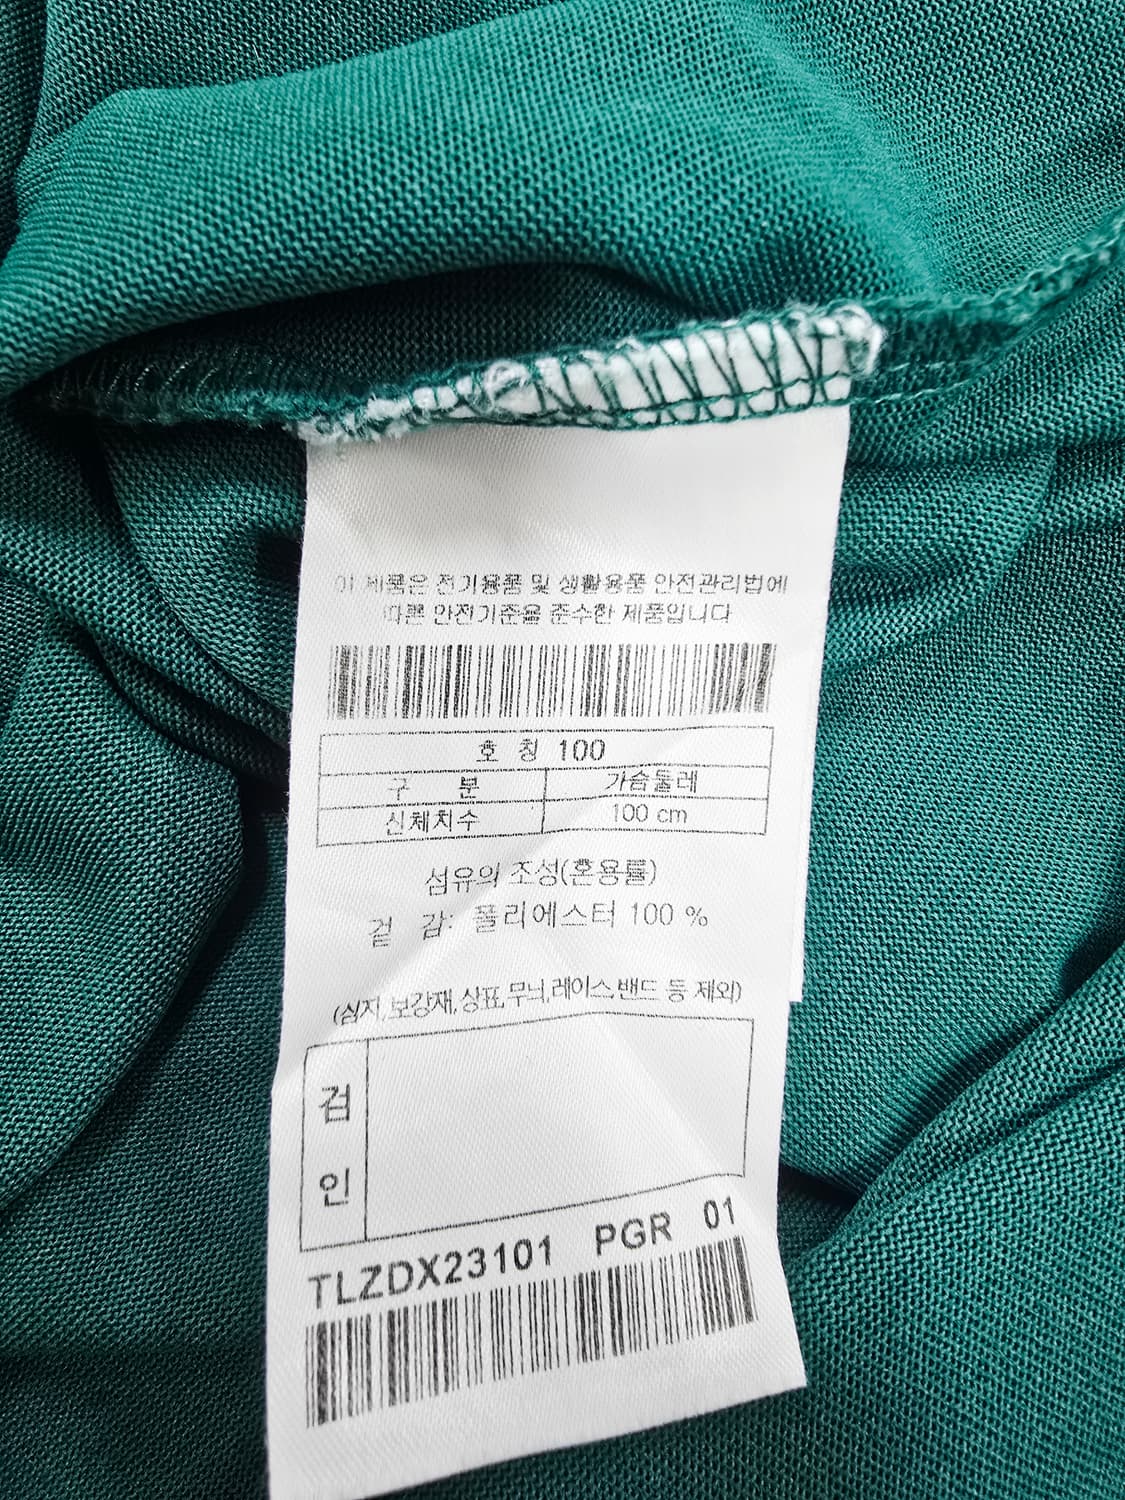 이 제품은 전기용품 및 생활용품 안전관리법에
따른 안전기준을 준수한 제품입니다
호 칭 100
구 분 가슴둘레
신체치수 100 cm
섬유의 조성(혼용률)
겉 감: 폴리에스터 100 %
(심지,보강재,상표,무늬,레이스,밴드 등 제외)
검
인
TLZDX23101 PGR 01